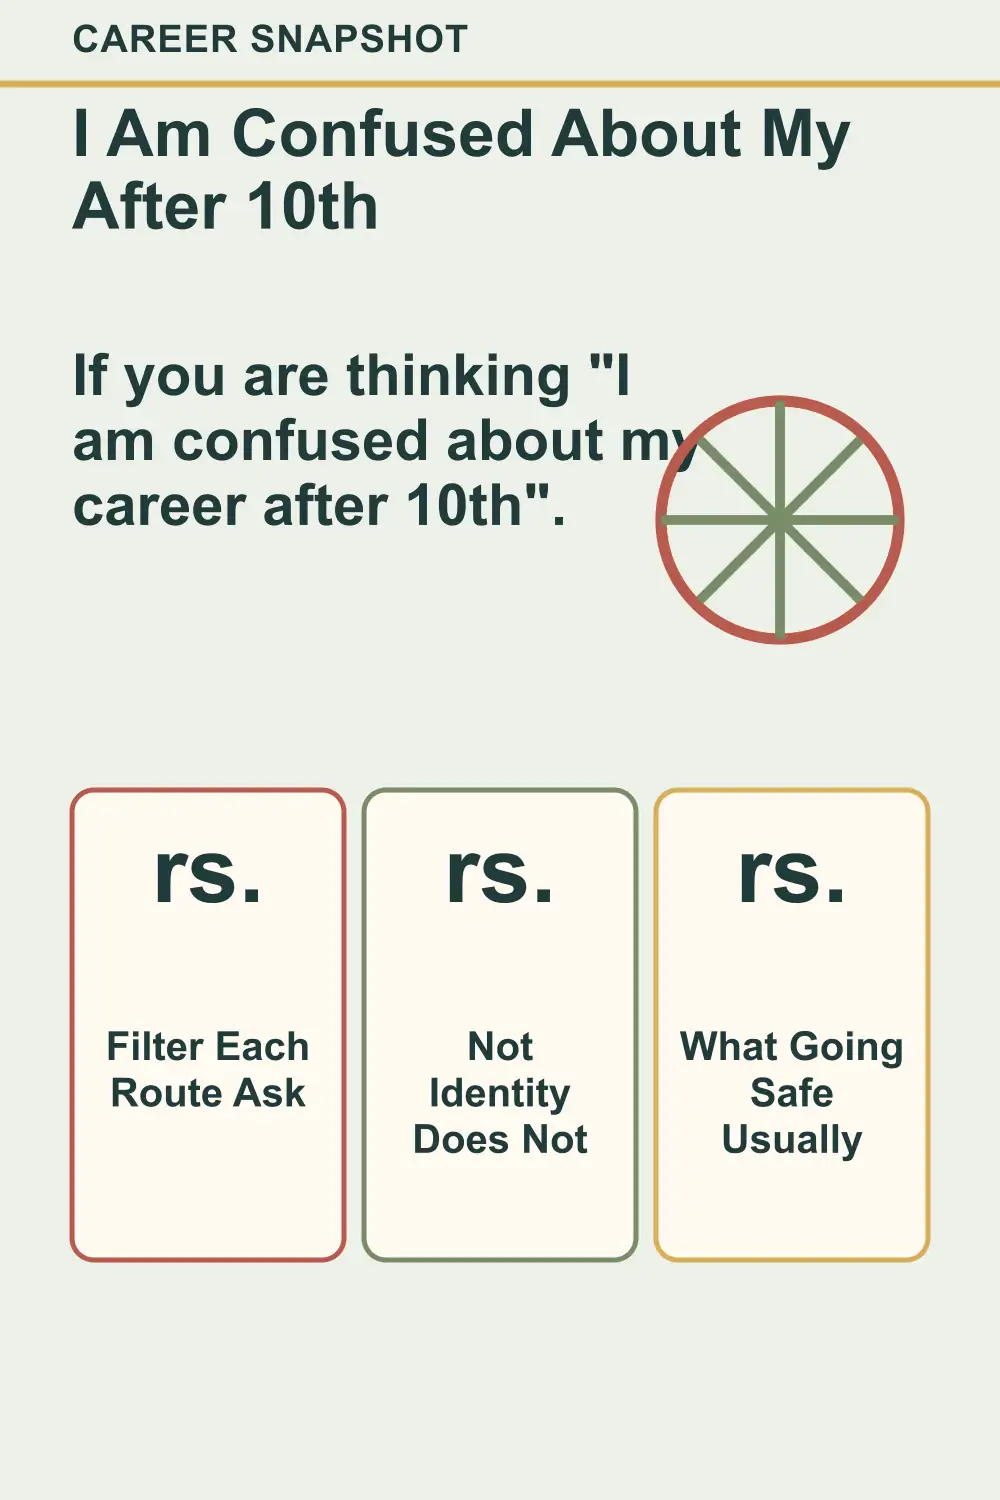 CAREER SNAPSHOT
I Am Confused About My
After 10th
If you are thinking "I
am confused about my
career after 10th".
rs.
Filter Each
Route Ask
rs.
Not
Identity
Does Not
rs.
What Going
Safe
Usually